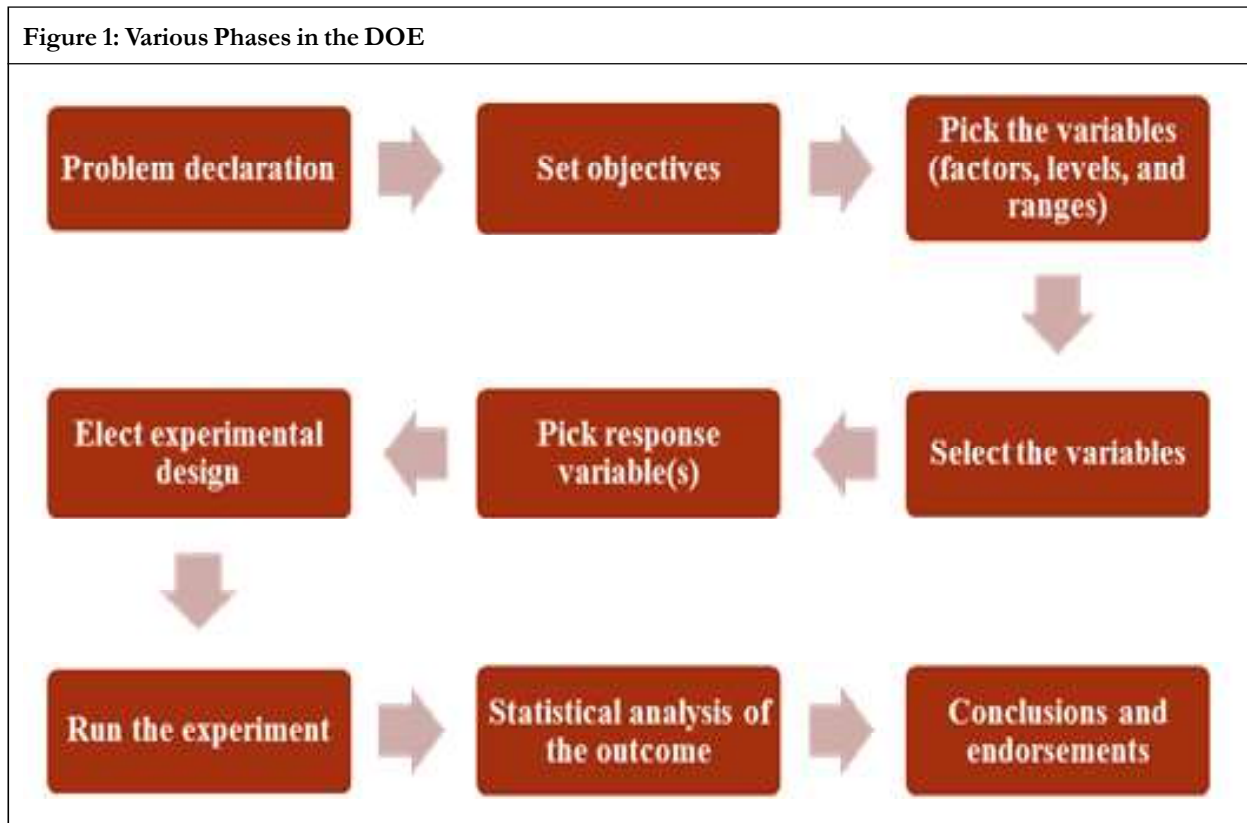 Figure 1: Various Phases in the DOE
Problem declaration
Set objectives
Pick the variables
(factors, levels, and
ranges)
Select the variables
Pick response
variable(s)
Elect experimental
design
Run the experiment
Statistical analysis of
the outcome
Conclusions and
endorsements